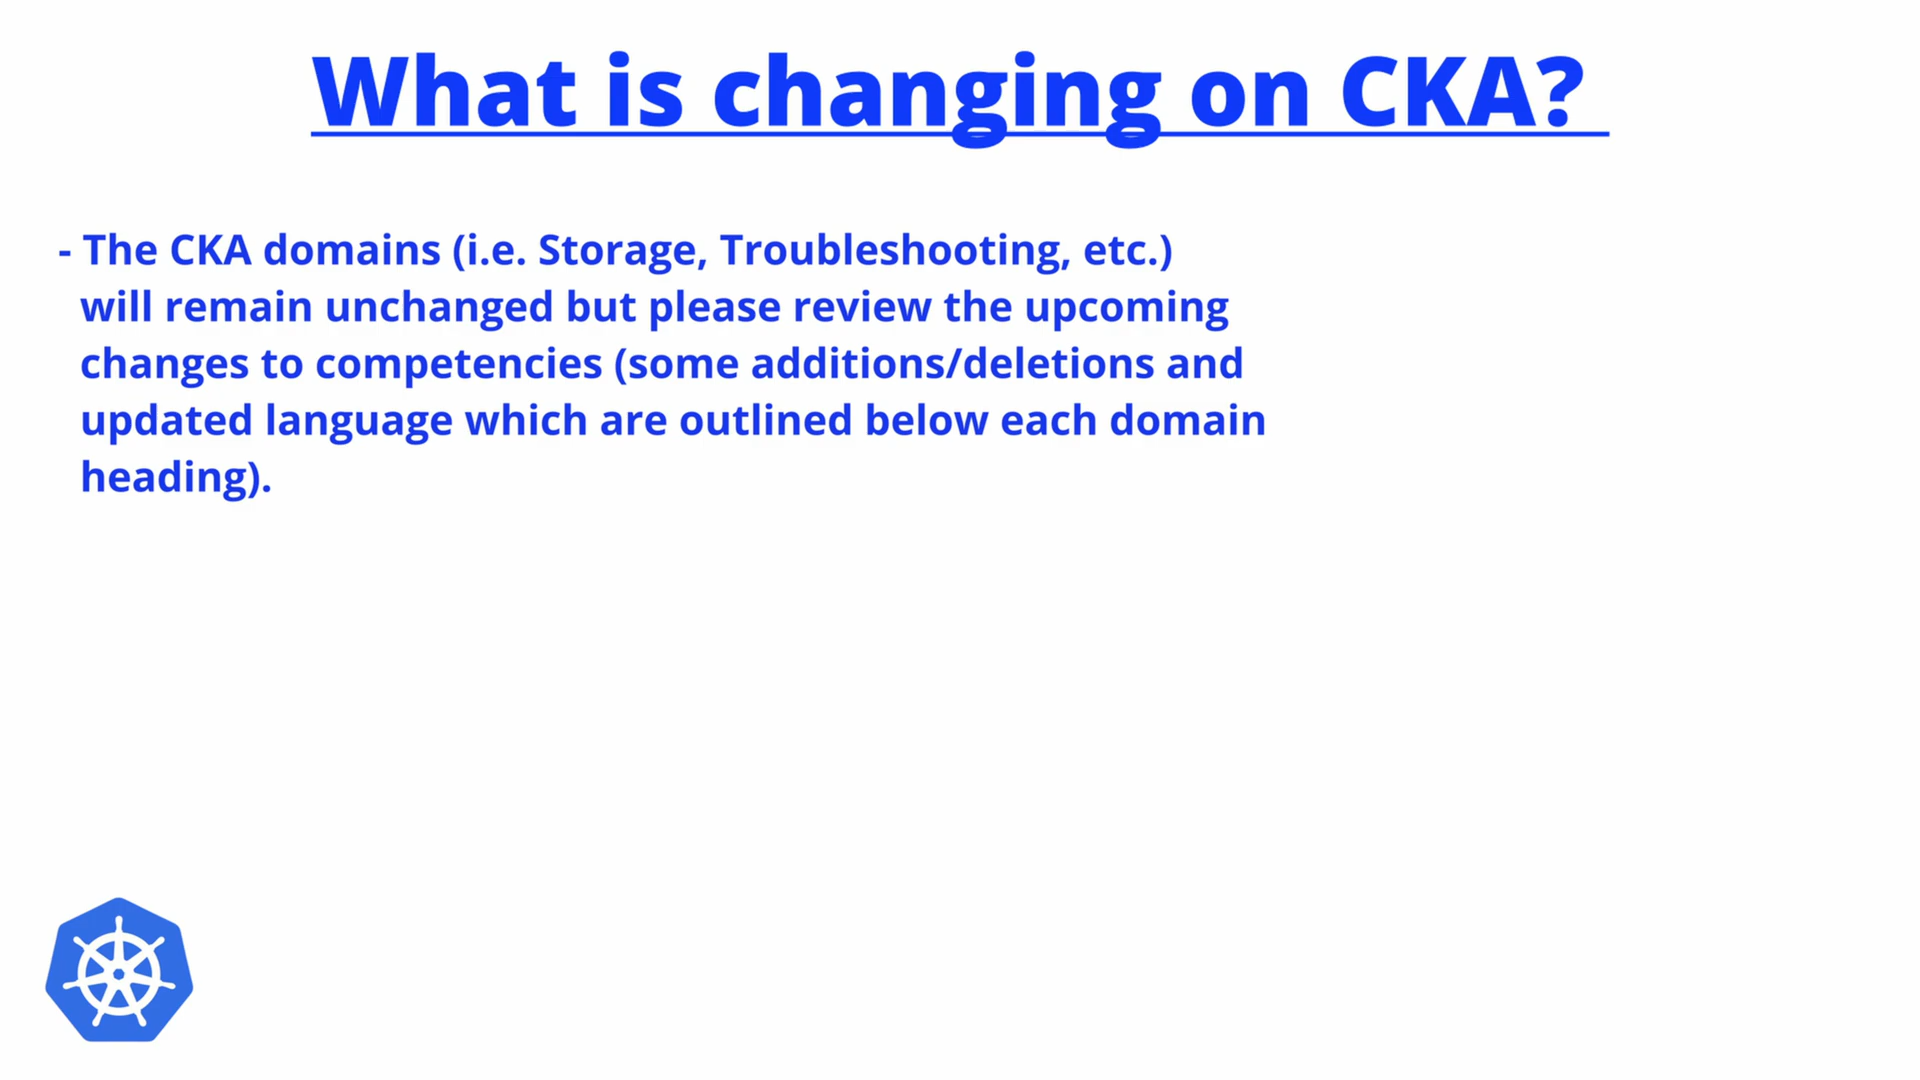 What is changing on CKA?
- The CKA domains (i.e. Storage, Troubleshooting, etc.)
will remain unchanged but please review the upcoming
changes to competencies (some additions/deletions and
updated language which are outlined below each domain
heading).